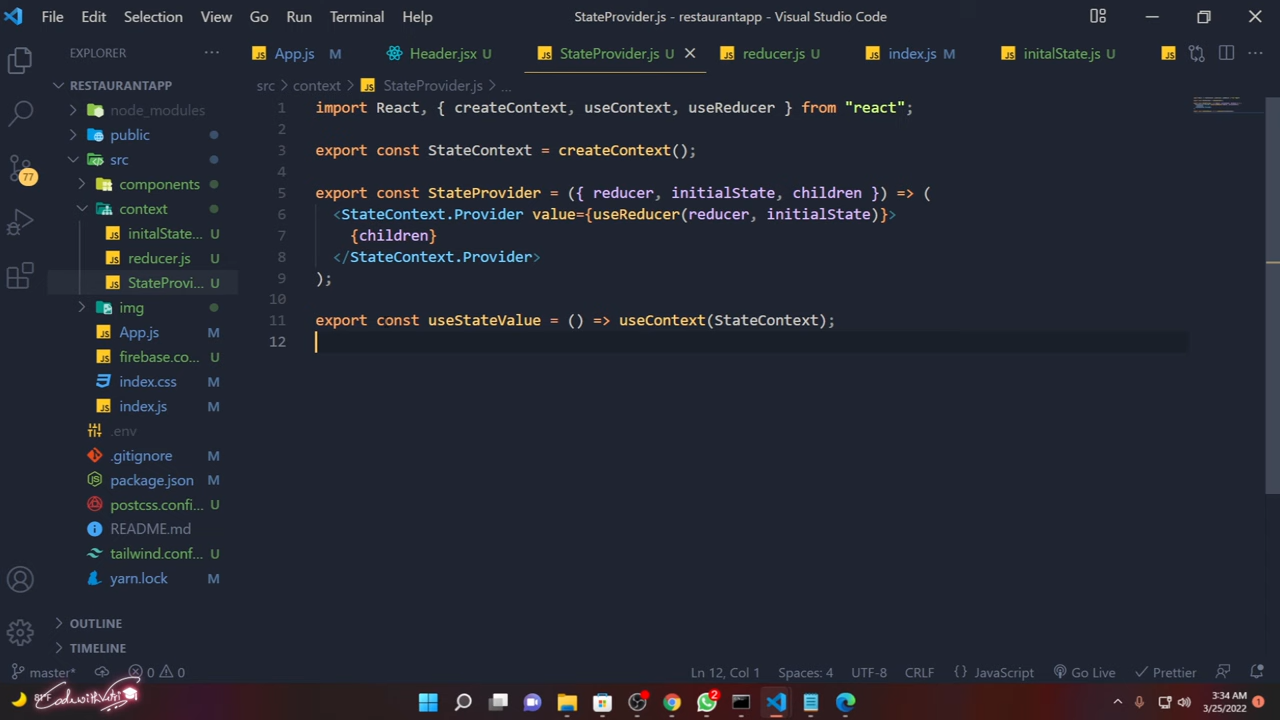 File Edit Selection View Go Run Terminal Help StateProvider.js - restaurantapp - Visual Studio Code
EXPLORER ...
App.js M Header.jsx U StateProvider.js U reducer.js U index.js M initalState.js U
RESTAURANTAPP
node_modules
public
src
components
context
initalState... U
reducer.js U
StateProvi... U
img
App.js M
firebase.co... U
index.css M
index.js M
.env
.gitignore M
package.json M
postcss.confi... U
README.md
tailwind.conf... U
yarn.lock M
OUTLINE
TIMELINE
77
src > context > StateProvider.js > ...
1 import React, { createContext, useContext, useReducer } from "react";
2
3 export const StateContext = createContext();
4
5 export const StateProvider = ({ reducer, initialState, children }) => (
6 <StateContext.Provider value={useReducer(reducer, initialState)}>
7 {children}
8 </StateContext.Provider>
9 );
10
11 export const useStateValue = () => useContext(StateContext);
12
master* 0 0 Ln 12, Col 1 Spaces: 4 UTF-8 CRLF {} JavaScript Go Live Prettier
81°F 2 3:34 AM
3/25/2022 1